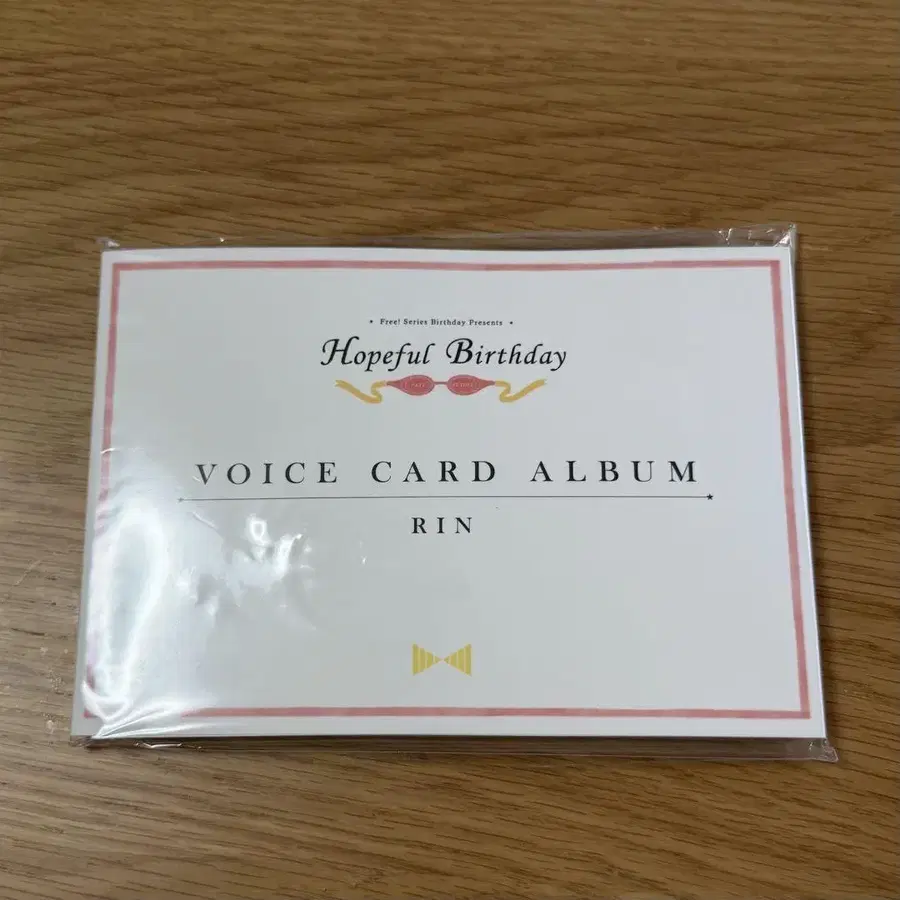 Free! Series Birthday Presents
Hopeful Birthday
VOICE CARD ALBUM
RIN